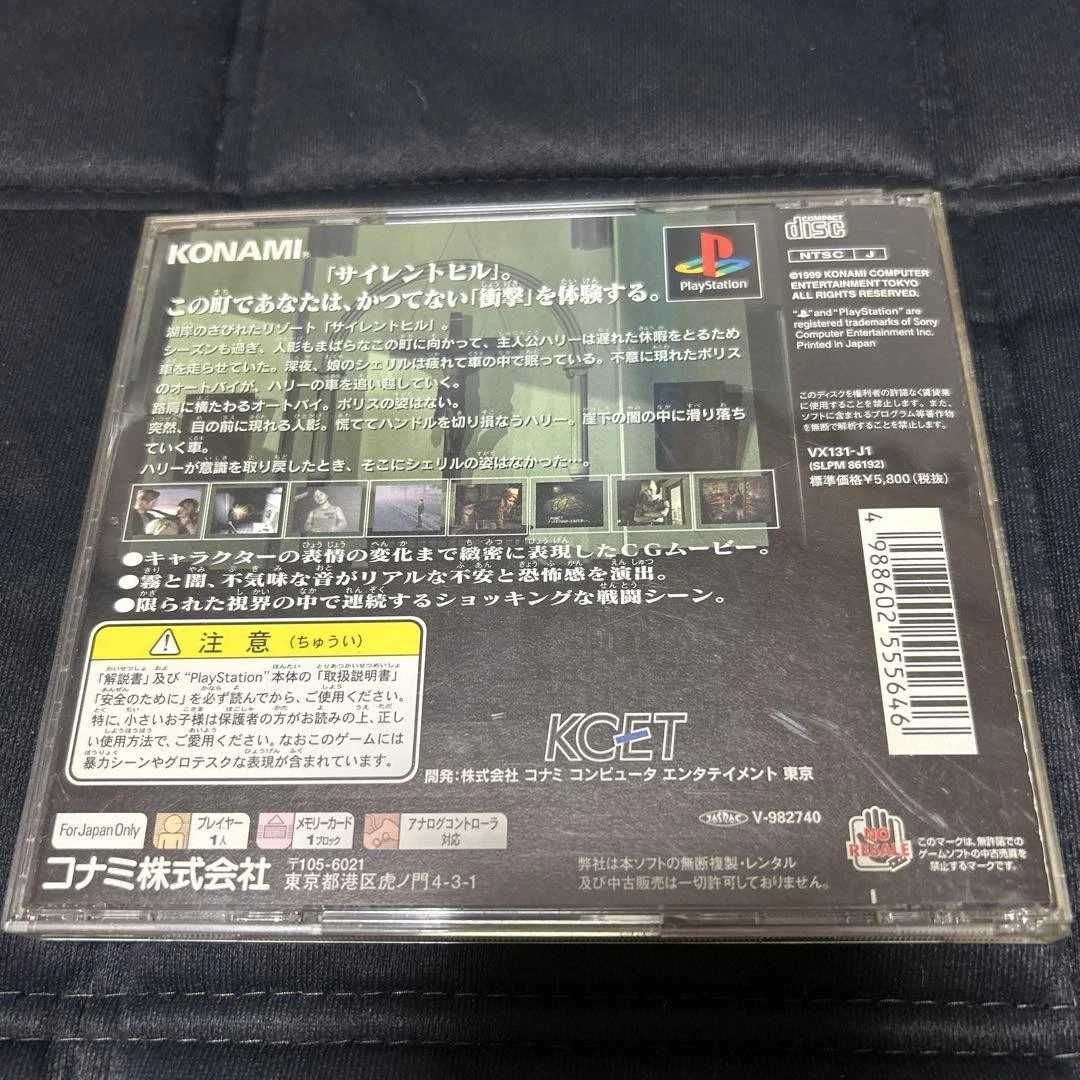 KONAMI®
「サイレントヒル」。
この町であなたは、かつてない「衝撃」を体験する。
湖岸のさびれたリゾート「サイレントヒル」。
シーズンも過ぎ、人影もまばらなこの町に向かって、主人公ハリーは遅れた休暇をとるため
車を走らせていた。深夜、娘のシェリルは疲れて車の中で眠っている。不意に現れたポリス
のオートバイが、ハリーの車を追い越していく。
路肩に横たわるオートバイ。ポリスの姿はない。
突然、目の前に現れる人影。慌ててハンドルを切り損なうハリー。崖下の闇の中に滑り落ち
ていく車。
ハリーが意識を取り戻したとき、そこにシェリルの姿はなかった…。
●キャラクターの表情の変化まで緻密に表現したCGムービー。
●霧と闇、不気味な音がリアルな不安と恐怖感を演出。
●限られた視界の中で連続するショッキングな戦闘シーン。
注意（ちゅうい）
「解説書」及び“PlayStation”本体の「取扱説明書」
「安全のために」を必ず読んでから、ご使用ください。
特に、小さいお子様は保護者の方がお読みの上、正し
い使用方法で、ご愛用ください。なおこのゲームには
暴力シーンやグロテスクな表現が含まれています。
For Japan Only
プレイヤー
1人
メモリーカード
1ブロック
アナログコントローラ
対応
コナミ株式会社
〒105-6021
東京都港区虎ノ門4-3-1
PlayStation
COMPACT
disc
NTSC J
©1999 KONAMI COMPUTER
ENTERTAINMENT TOKYO
ALL RIGHTS RESERVED.
" " and "PlayStation" are
registered trademarks of Sony
Computer Entertainment Inc.
Printed in Japan
このディスクを権利者の許諾なく賃貸業
に使用することを禁止します。また、
ソフトに含まれるプログラム等著作物
を無断で解析することを禁止します。
VX131-J1
(SLPM 86192)
標準価格¥5,800（税抜）
4 988602 555646
KCET
開発:株式会社 コナミ コンピュータ エンタテイメント 東京
JASRAC V-982740
弊社は本ソフトの無断複製・レンタル
及び中古販売は一切許可しておりません。
NO
RESALE
このマークは、無許諾での
ゲームソフトの中古売買を
禁止するマークです。